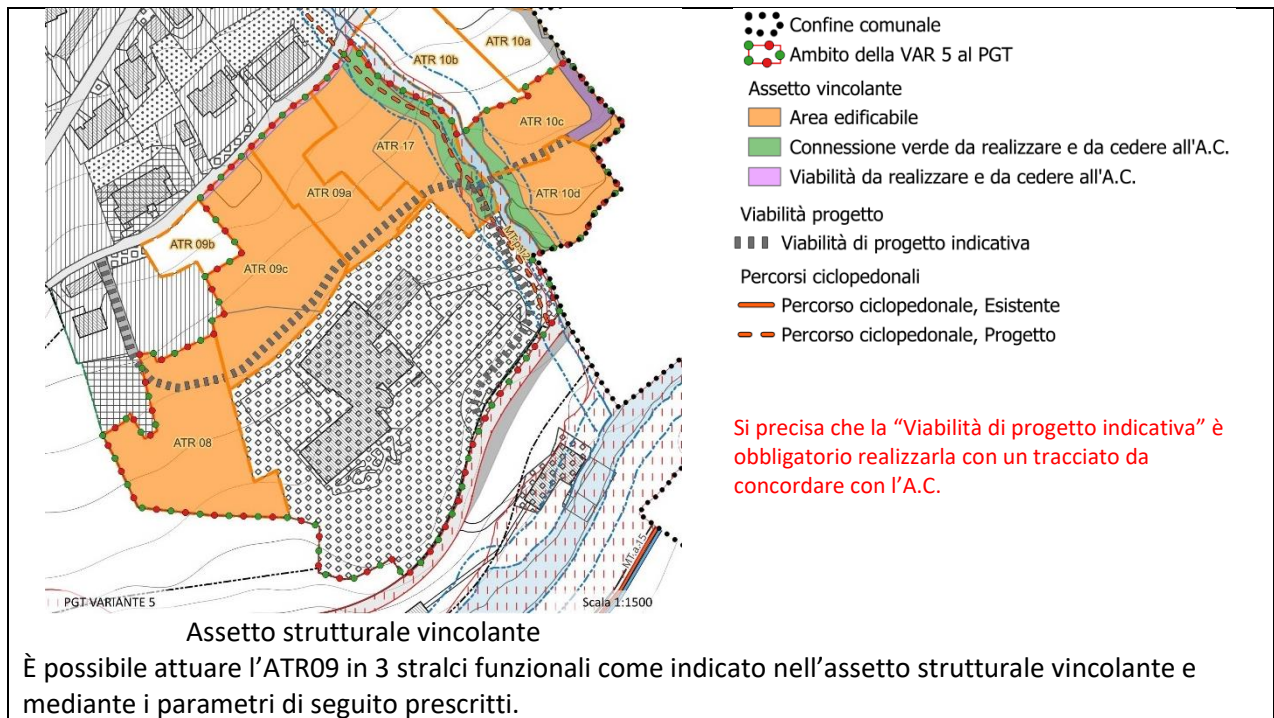 ATR 10a
ATR 10b
ATR 10c
ATR 17
ATR 09a
ATR 10d
ATR 09b
ATR 09c
ATR 08
MT.a.15
PGT VARIANTE 5
Scala 1:1500
Confine comunale
Ambito della VAR 5 al PGT
Assetto vincolante
Area edificabile
Connessione verde da realizzare e da cedere all'A.C.
Viabilità da realizzare e da cedere all'A.C.
Viabilità progetto
Viabilità di progetto indicativa
Percorsi ciclopedonali
Percorso ciclopedonale, Esistente
Percorso ciclopedonale, Progetto
Si precisa che la “Viabilità di progetto indicativa” è
obbligatorio realizzarla con un tracciato da
concordare con l’A.C.
Assetto strutturale vincolante
È possibile attuare l’ATR09 in 3 stralci funzionali come indicato nell’assetto strutturale vincolante e
mediante i parametri di seguito prescritti.